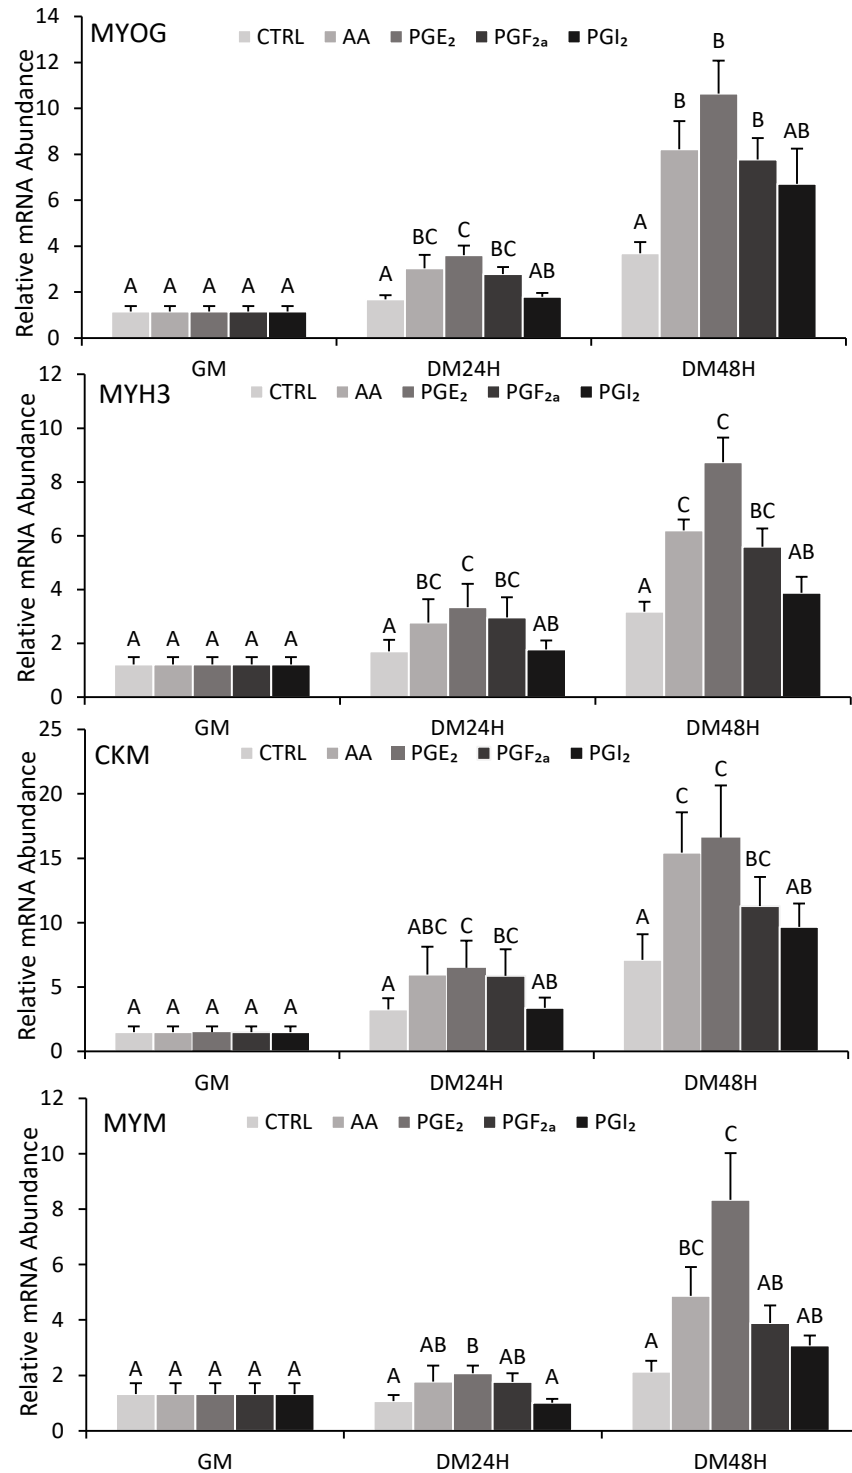 MYOG
CTRL AA PGE₂ PGF₂ₐ PGI₂
Relative mRNA Abundance
14
12
10
8
6
4
2
0
A A A A A
A BC C BC AB
A B B B AB
GM DM24H DM48H
MYH3
CTRL AA PGE₂ PGF₂ₐ PGI₂
Relative mRNA Abundance
12
10
8
6
4
2
0
A A A A A
A BC C BC AB
A C C BC AB
GM DM24H DM48H
CKM
CTRL AA PGE₂ PGF₂ₐ PGI₂
Relative mRNA Abundance
25
20
15
10
5
0
A A A A A
A ABC C BC AB
A C C BC AB
GM DM24H DM48H
MYM
CTRL AA PGE₂ PGF₂ₐ PGI₂
Relative mRNA Abundance
12
10
8
6
4
2
0
A A A A A
A AB B AB A
A BC C AB AB
GM DM24H DM48H